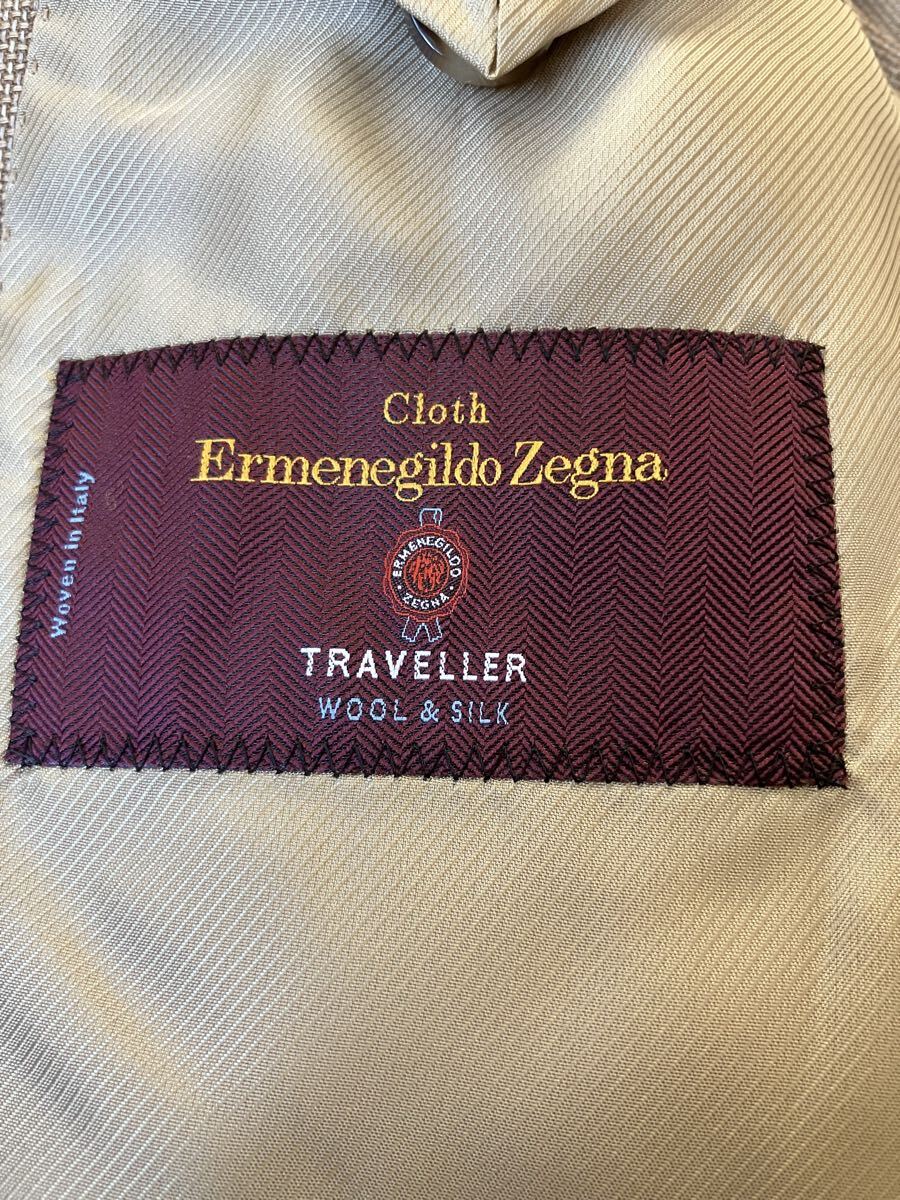 Cloth
Ermenegildo Zegna
ERMENEGILDO
ZEGNA
TRAVELLER
WOOL & SILK
Woven in Italy